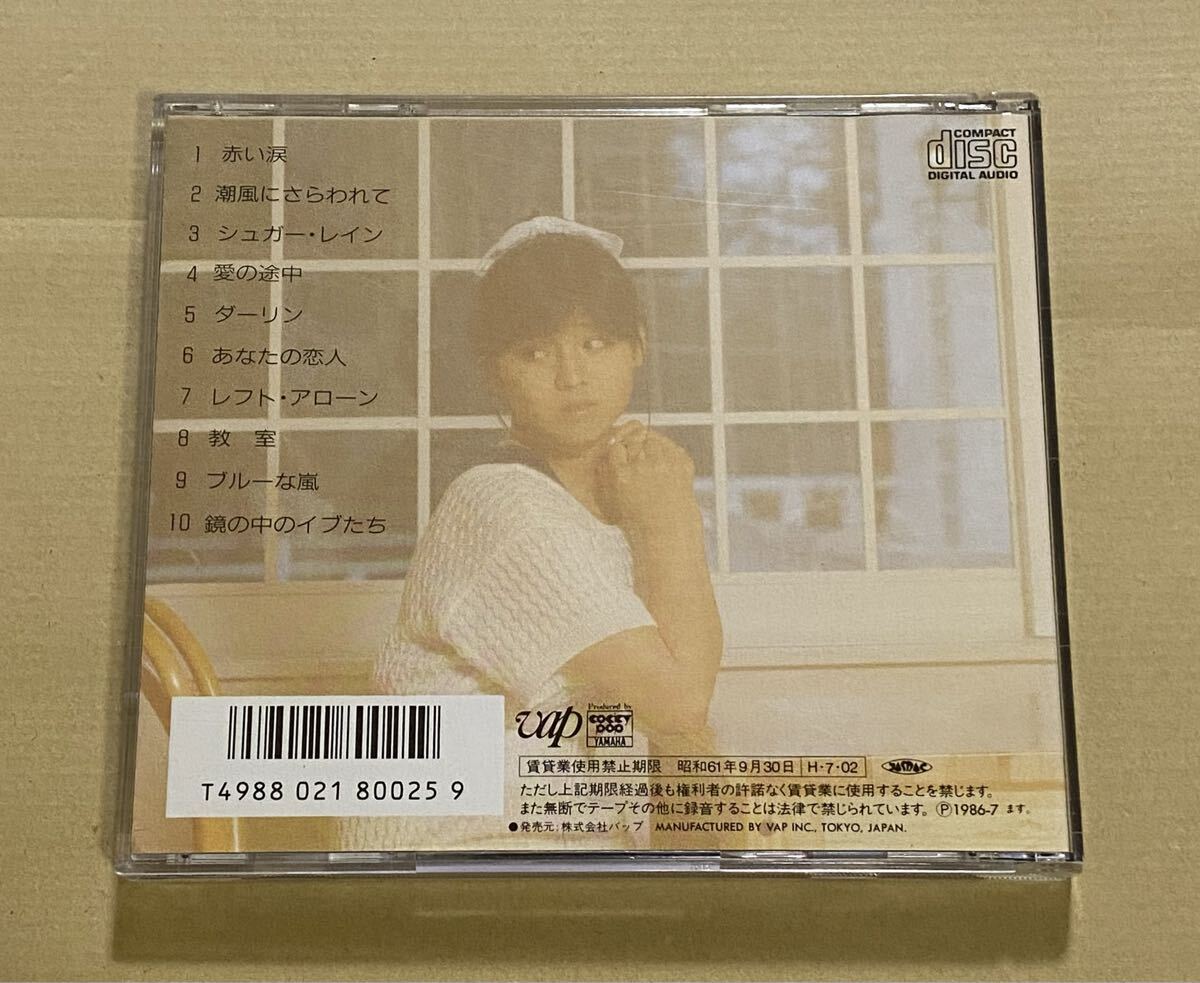 COMPACT
disc
DIGITAL AUDIO
1 赤い涙
2 潮風にさらわれて
3 シュガー・レイン
4 愛の途中
5 ダーリン
6 あなたの恋人
7 レフト・アローン
8 教 室
9 ブルーな嵐
10 鏡の中のイブたち
T4988 021 80025 9
vap
Produced by
COCKY
POP
YAMAHA
賃貸業使用禁止期限 昭和61年9月30日 H・7・02
JASRAC
ただし上記期限経過後も権利者の許諾なく賃貸業に使用することを禁じます。
また無断でテープその他に録音することは法律で禁じられています。 Ⓟ1986-7 ます。
●発売元:株式会社バップ MANUFACTURED BY VAP INC., TOKYO, JAPAN.